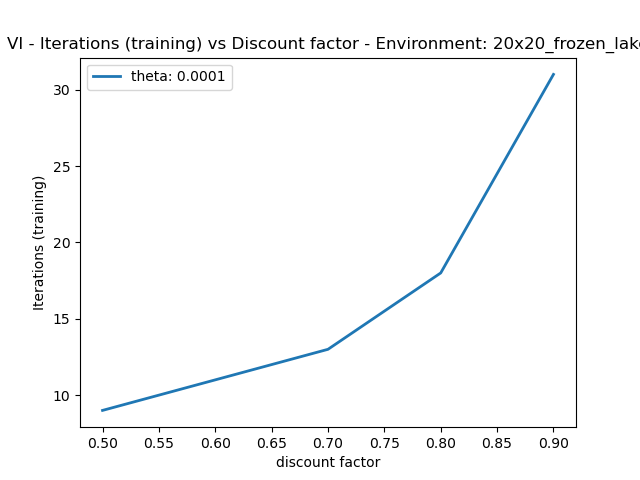 VI - Iterations (training) vs Discount factor - Environment: 20x20_frozen_lake
theta: 0.0001
30
25
20
15
10
Iterations (training)
0.50 0.55 0.60 0.65 0.70 0.75 0.80 0.85 0.90
discount factor